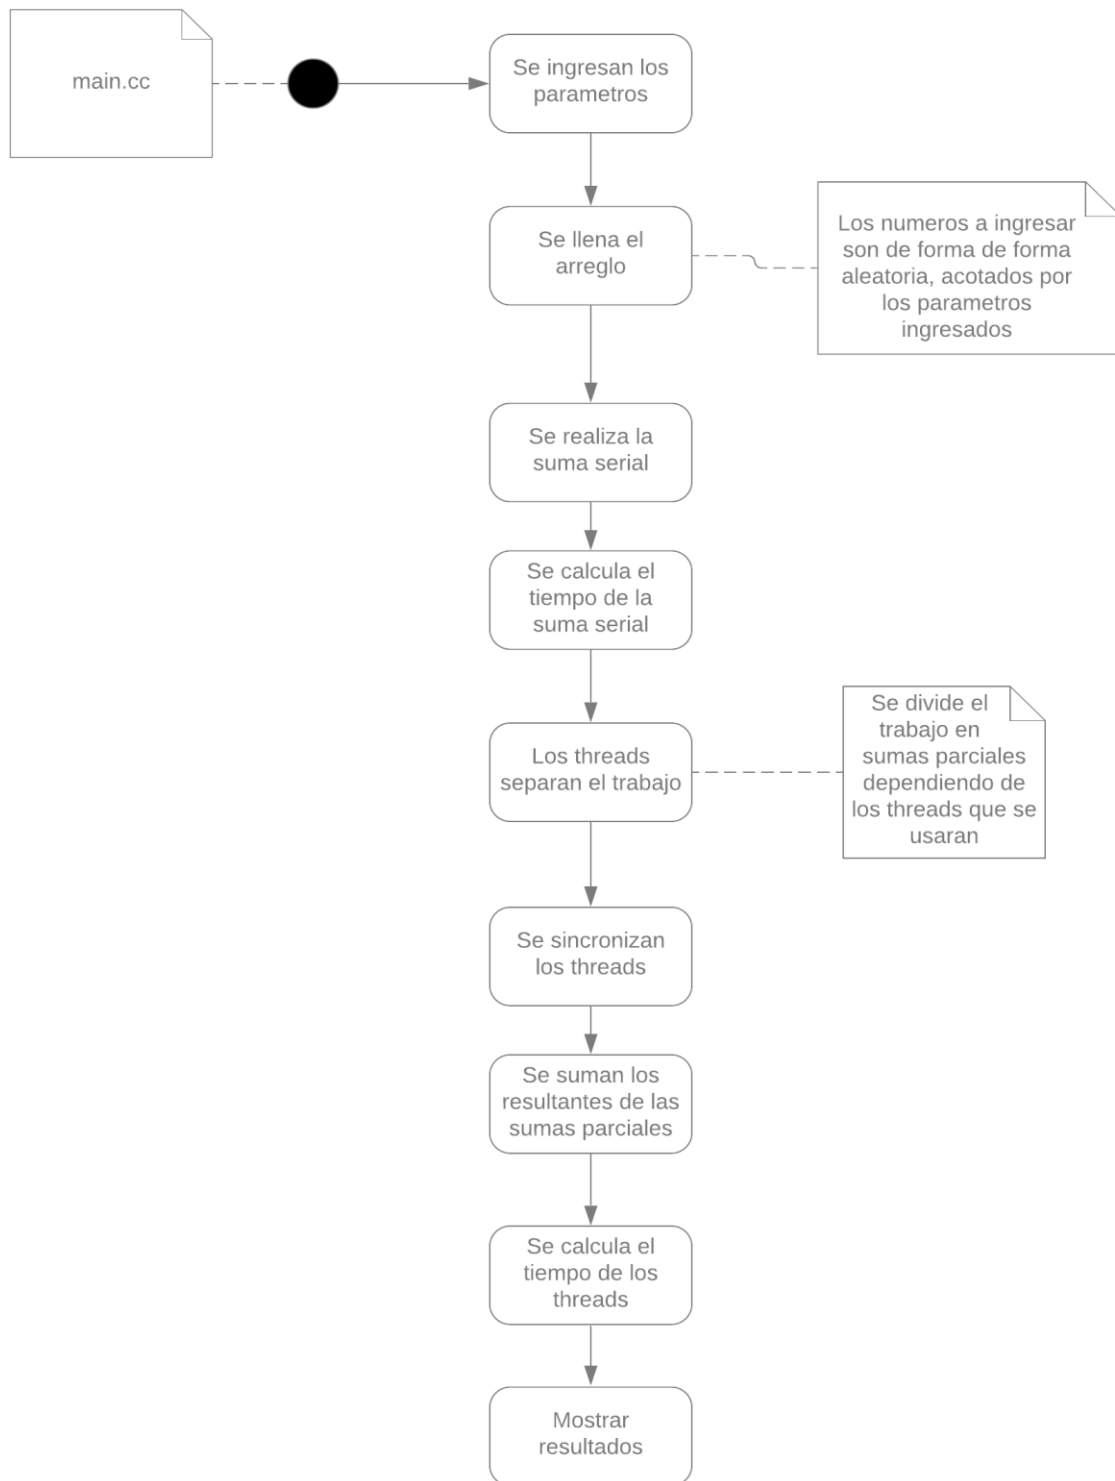 main.cc
Se ingresan los
parametros
Se llena el
arreglo
Los numeros a ingresar
son de forma de forma
aleatoria, acotados por
los parametros
ingresados
Se realiza la
suma serial
Se calcula el
tiempo de la
suma serial
Los threads
separan el trabajo
Se divide el
trabajo en
sumas parciales
dependiendo de
los threads que se
usaran
Se sincronizan
los threads
Se suman los
resultantes de las
sumas parciales
Se calcula el
tiempo de los
threads
Mostrar
resultados